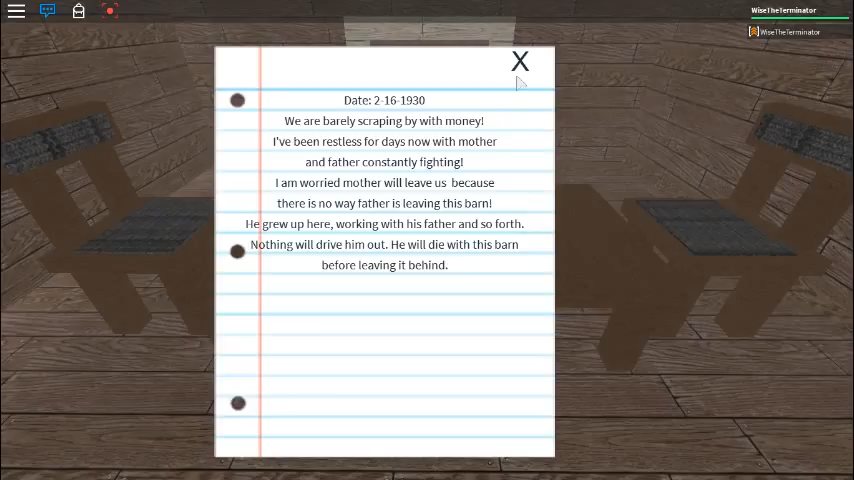 WiseTheTerminator
WiseTheTerminator
X
Date: 2-16-1930
We are barely scraping by with money!
I've been restless for days now with mother
and father constantly fighting!
I am worried mother will leave us because
there is no way father is leaving this barn!
He grew up here, working with his father and so forth.
Nothing will drive him out. He will die with this barn
before leaving it behind.